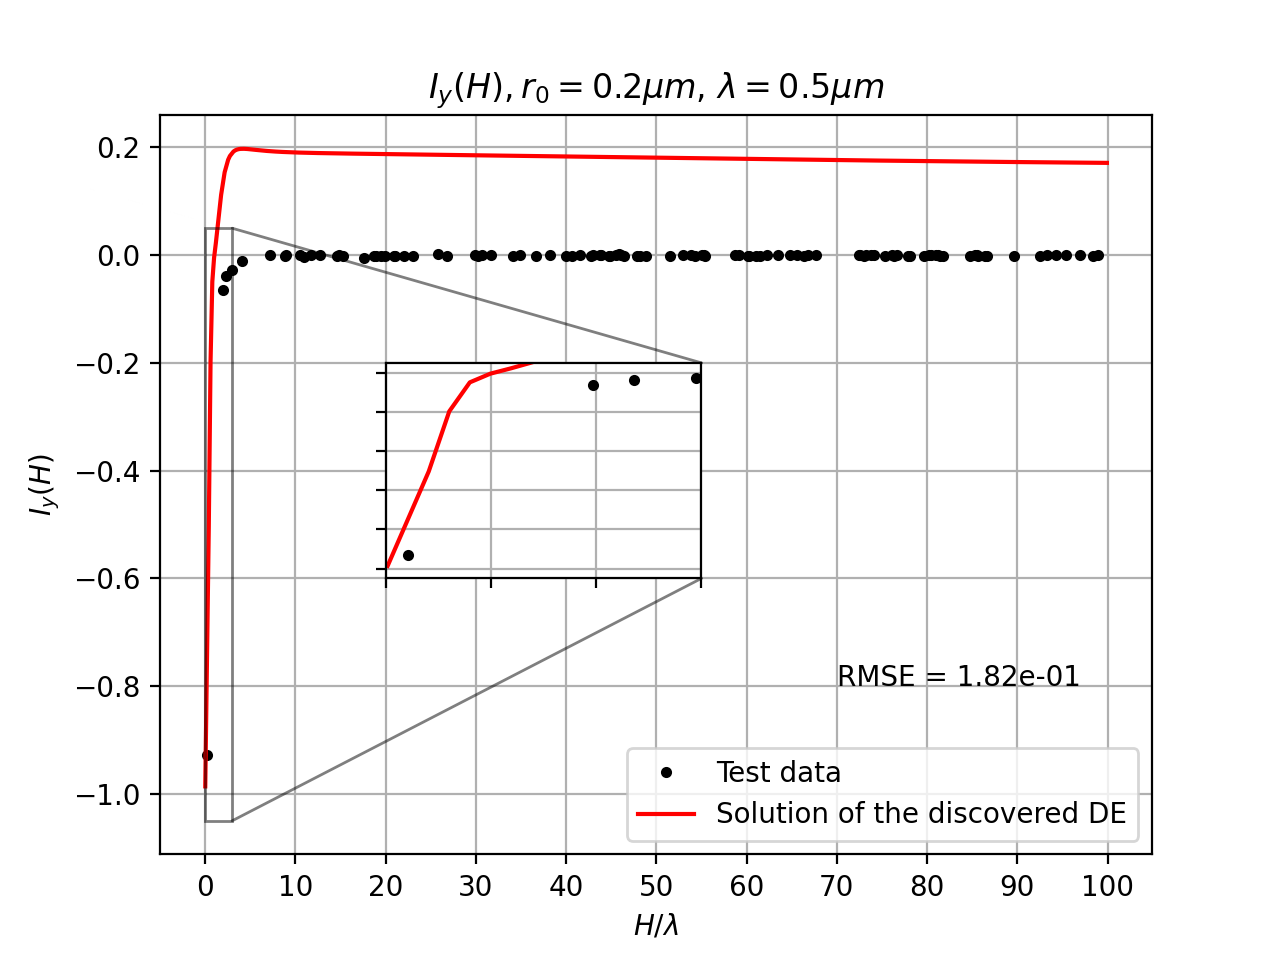 I_y(H), r_0 = 0.2μm, λ = 0.5μm
0.2
0.0
−0.2
−0.4
−0.6
−0.8
−1.0
I_y(H)
RMSE = 1.82e-01
Test data
Solution of the discovered DE
0 10 20 30 40 50 60 70 80 90 100
H/λ